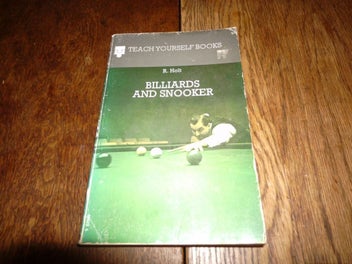 TEACH YOURSELF BOOKS
R. Holt
BILLIARDS
AND SNOOKER